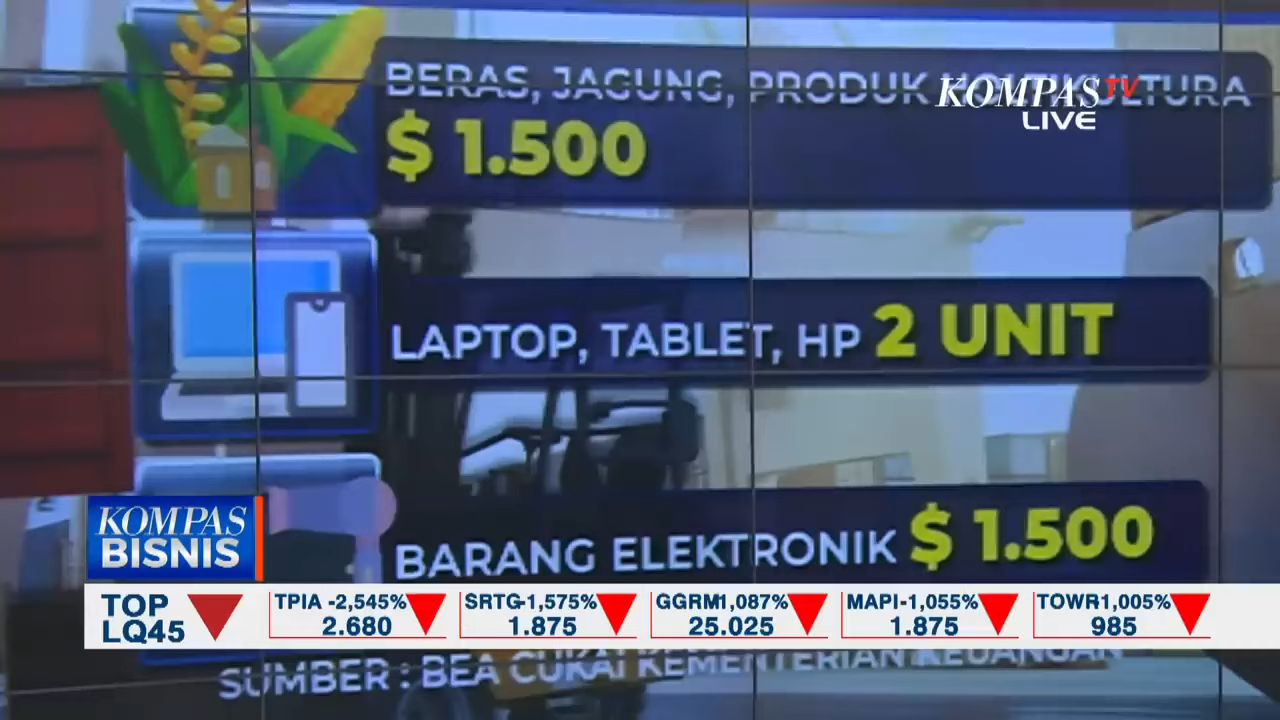 BERAS, JAGUNG, PRODUK
KOMPAS TV
LIVE
$ 1.500
LAPTOP, TABLET, HP 2 UNIT
BARANG ELEKTRONIK $ 1.500
KOMPAS
BISNIS
TOP
LQ45
TPIA -2,545%
2.680
SRTG-1,575%
1.875
GGRM1,087%
25.025
MAPI-1,055%
1.875
TOWR1,005%
985
SUMBER : BEA CUKAI KEMENTERIAN KEUANGAN